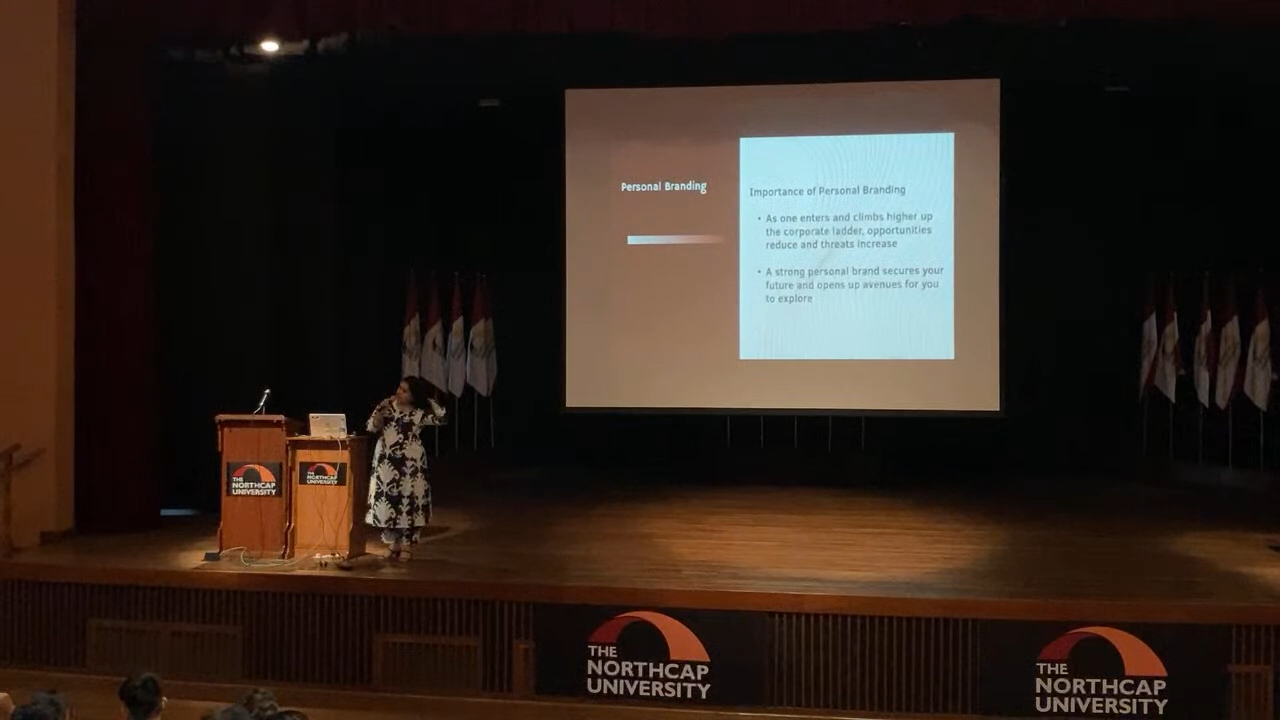 Personal Branding
Importance of Personal Branding
• As one enters and climbs higher up
the corporate ladder, opportunities
reduce and threats increase
• A strong personal brand secures your
future and opens up avenues for you
to explore
THE
NORTHCAP
UNIVERSITY
THE
NORTHCAP
UNIVERSITY
THE
NORTHCAP
UNIVERSITY
THE
NORTHCAP
UNIVERSITY